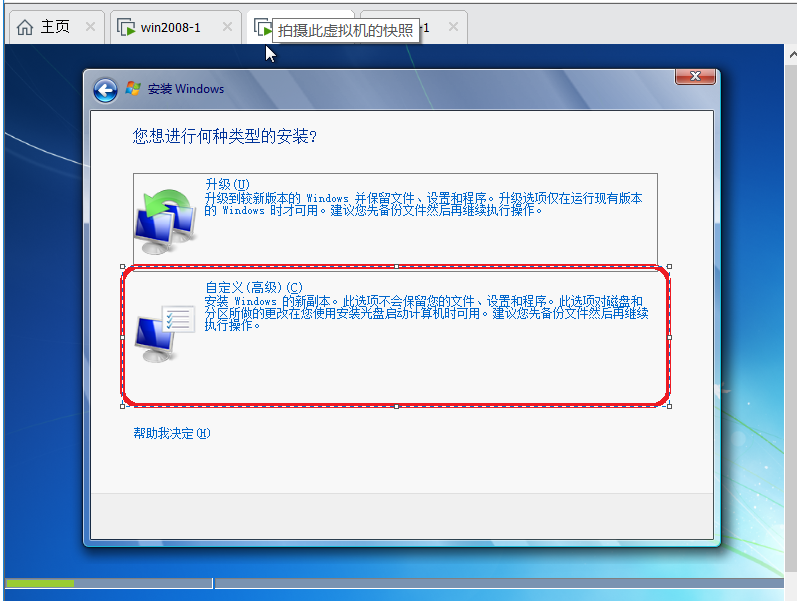 主页
win2008-1
拍摄此虚拟机的快照
-1
安装 Windows
您想进行何种类型的安装?
升级(U)
升级到较新版本的 Windows 并保留文件、设置和程序。升级选项仅在运行现有版本
的 Windows 时才可用。建议您先备份文件然后再继续执行操作。
自定义(高级)(C)
安装 Windows 的新副本。此选项不会保留您的文件、设置和程序。此选项对磁盘和
分区所做的更改在您使用安装光盘启动计算机时可用。建议您先备份文件然后再继续
执行操作。
帮助我决定(H)